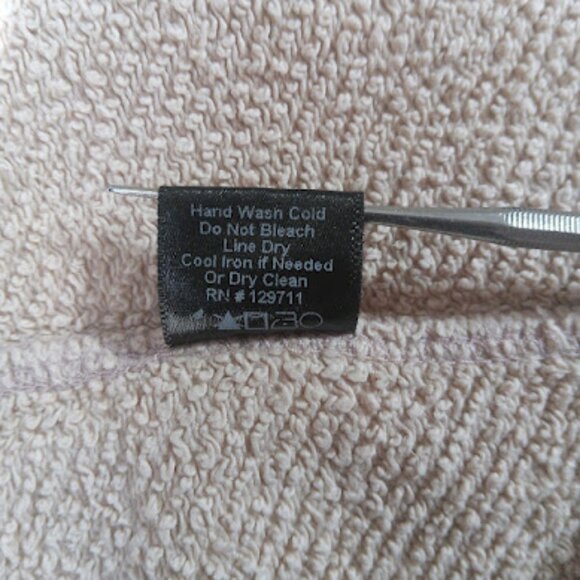 Hand Wash Cold
Do Not Bleach
Line Dry
Cool Iron if Needed
Or Dry Clean
RN # 129711